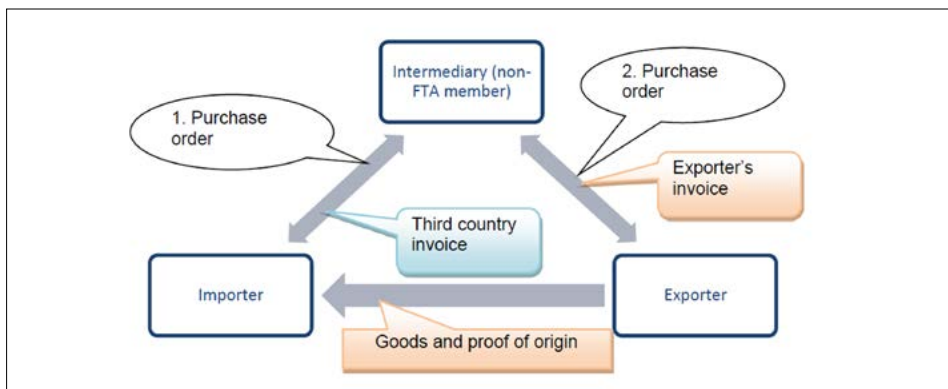 Intermediary (non-
FTA member)
1. Purchase
order
2. Purchase
order
Exporter's
invoice
Third country
invoice
Importer
Exporter
Goods and proof of origin